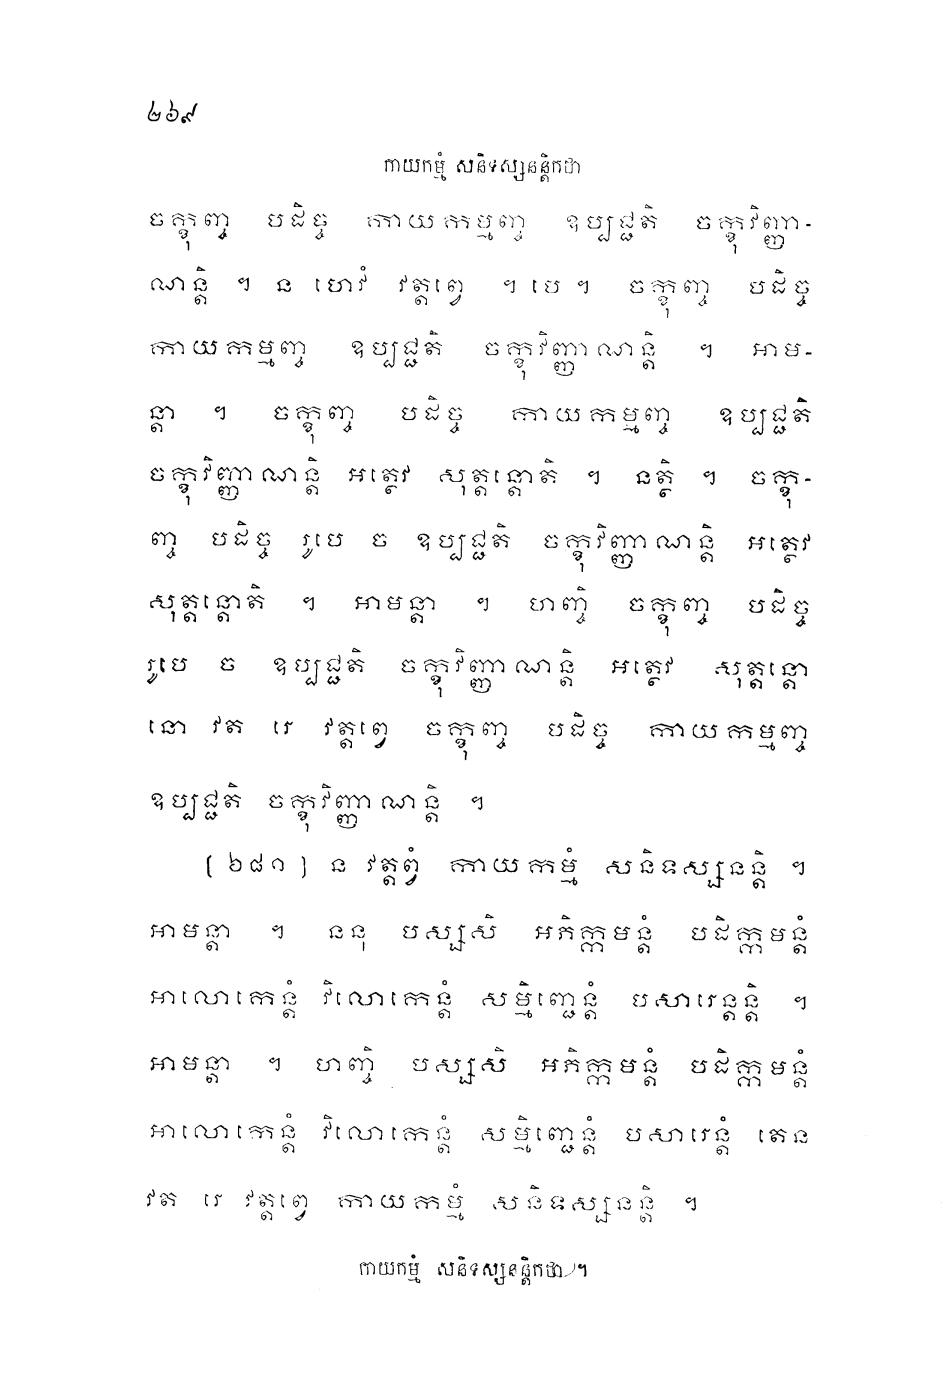 ២៦៩
កាយកម្មំ សនិទស្សនន្តិកថា
ចក្ខុញ្ច បដិច្ច កាយកម្មញ្ច ឧប្បជ្ជតិ ចក្ខុវិញ្ញា-
ណន្តិ ។ ន ហេវំ វត្តព្វេ ។ បេ ។ ចក្ខុញ្ច បដិច្ច
កាយកម្មញ្ច ឧប្បជ្ជតិ ចក្ខុវិញ្ញាណន្តិ ។ អាម-
ន្តា ។ ចក្ខុញ្ច បដិច្ច កាយកម្មញ្ច ឧប្បជ្ជតិ
ចក្ខុវិញ្ញាណន្តិ អត្ថេវ សុត្តន្តោតិ ។ នត្ថិ ។ ចក្ខុ-
ញ្ច បដិច្ច រូបេ ច ឧប្បជ្ជតិ ចក្ខុវិញ្ញាណន្តិ អត្ថេវ
សុត្តន្តោតិ ។ អាមន្តា ។ ហញ្ចិ ចក្ខុញ្ច បដិច្ច
រូបេ ច ឧប្បជ្ជតិ ចក្ខុវិញ្ញាណន្តិ អត្ថេវ សុត្តន្តោ
នោ វត រេ វត្តព្វេ ចក្ខុញ្ច បដិច្ច កាយកម្មញ្ច
ឧប្បជ្ជតិ ចក្ខុវិញ្ញាណន្តិ ។
[៦៨១] ន វត្តព្វំ កាយកម្មំ សនិទស្សនន្តិ ។
អាមន្តា ។ ននុ បស្សសិ អភិក្កមន្តំ បដិក្កមន្តំ
អាលោកេន្តំ វិលោកេន្តំ សម្មិញ្ជេន្តំ បសារេន្តន្តិ ។
អាមន្តា ។ ហញ្ចិ បស្សសិ អភិក្កមន្តំ បដិក្កមន្តំ
អាលោកេន្តំ វិលោកេន្តំ សម្មិញ្ជេន្តំ បសារេន្តំ តេន
វត រេ វត្តព្វេ កាយកម្មំ សនិទស្សនន្តិ ។
កាយកម្មំ សនិទស្សនន្តិកថា ។